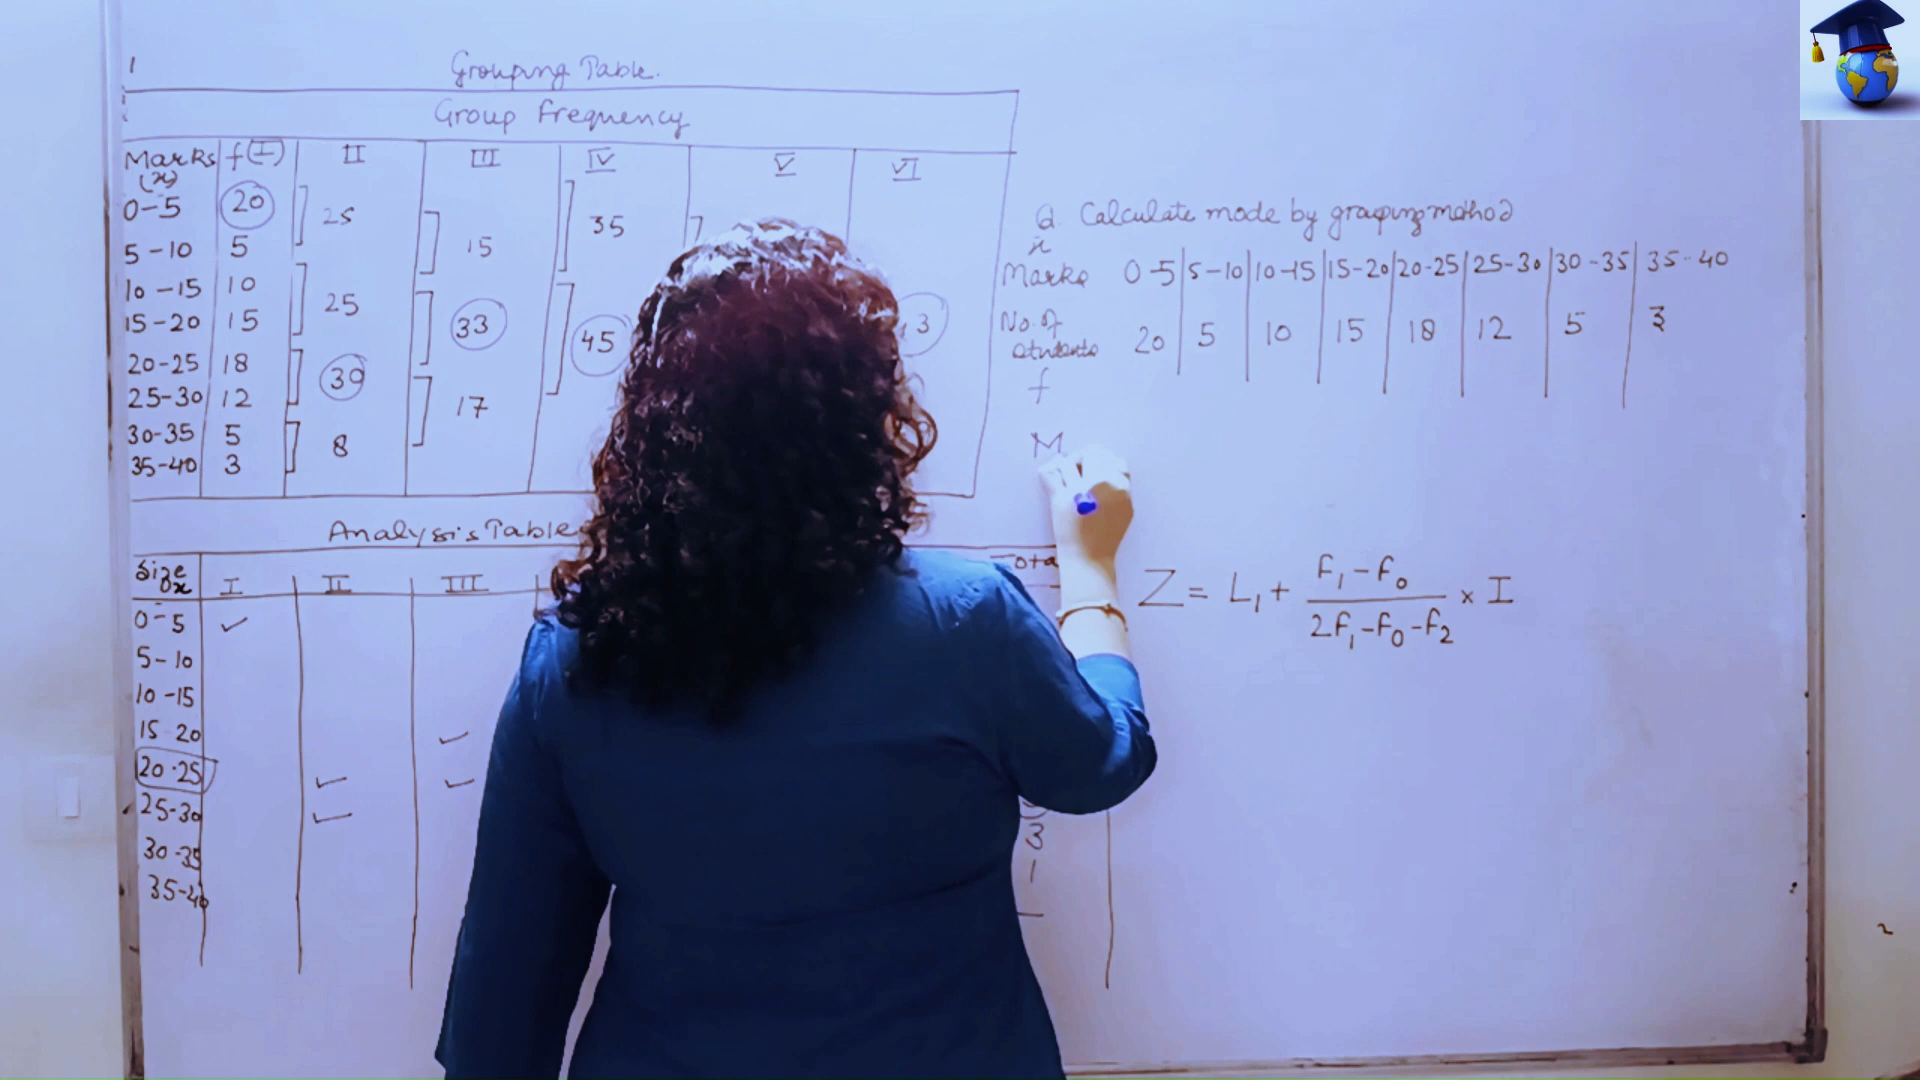 Grouping Table.
Group Frequency
Marks f(I) II III IV V VI
(x)
0-5 20 25 35
5-10 5 15
10-15 10 25
15-20 15 33 45 3
20-25 18 39
25-30 12 17
30-35 5 8
35-40 3
Analysis Table
Size x I II III
0-5 ✓
5-10
10-15
15-20 ✓
20-25 ✓ ✓
25-30 ✓ 3
30-35 1
35-40
Q. Calculate mode by grouping method
x
Marks 0-5 5-10 10-15 15-20 20-25 25-30 30-35 35-40
No. of students 20 5 10 15 18 12 5 3
f
M
Z = L₁ + f₁-f₀ / 2f₁-f₀-f₂ × I